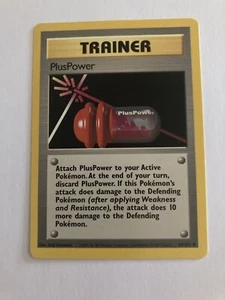 TRAINER
PlusPower
PlusPower
Attach PlusPower to your Active
Pokémon. At the end of your turn,
discard PlusPower. If this Pokémon's
attack does damage to the Defending
Pokémon (after applying Weakness
and Resistance), the attack does 10
more damage to the Defending
Pokémon.